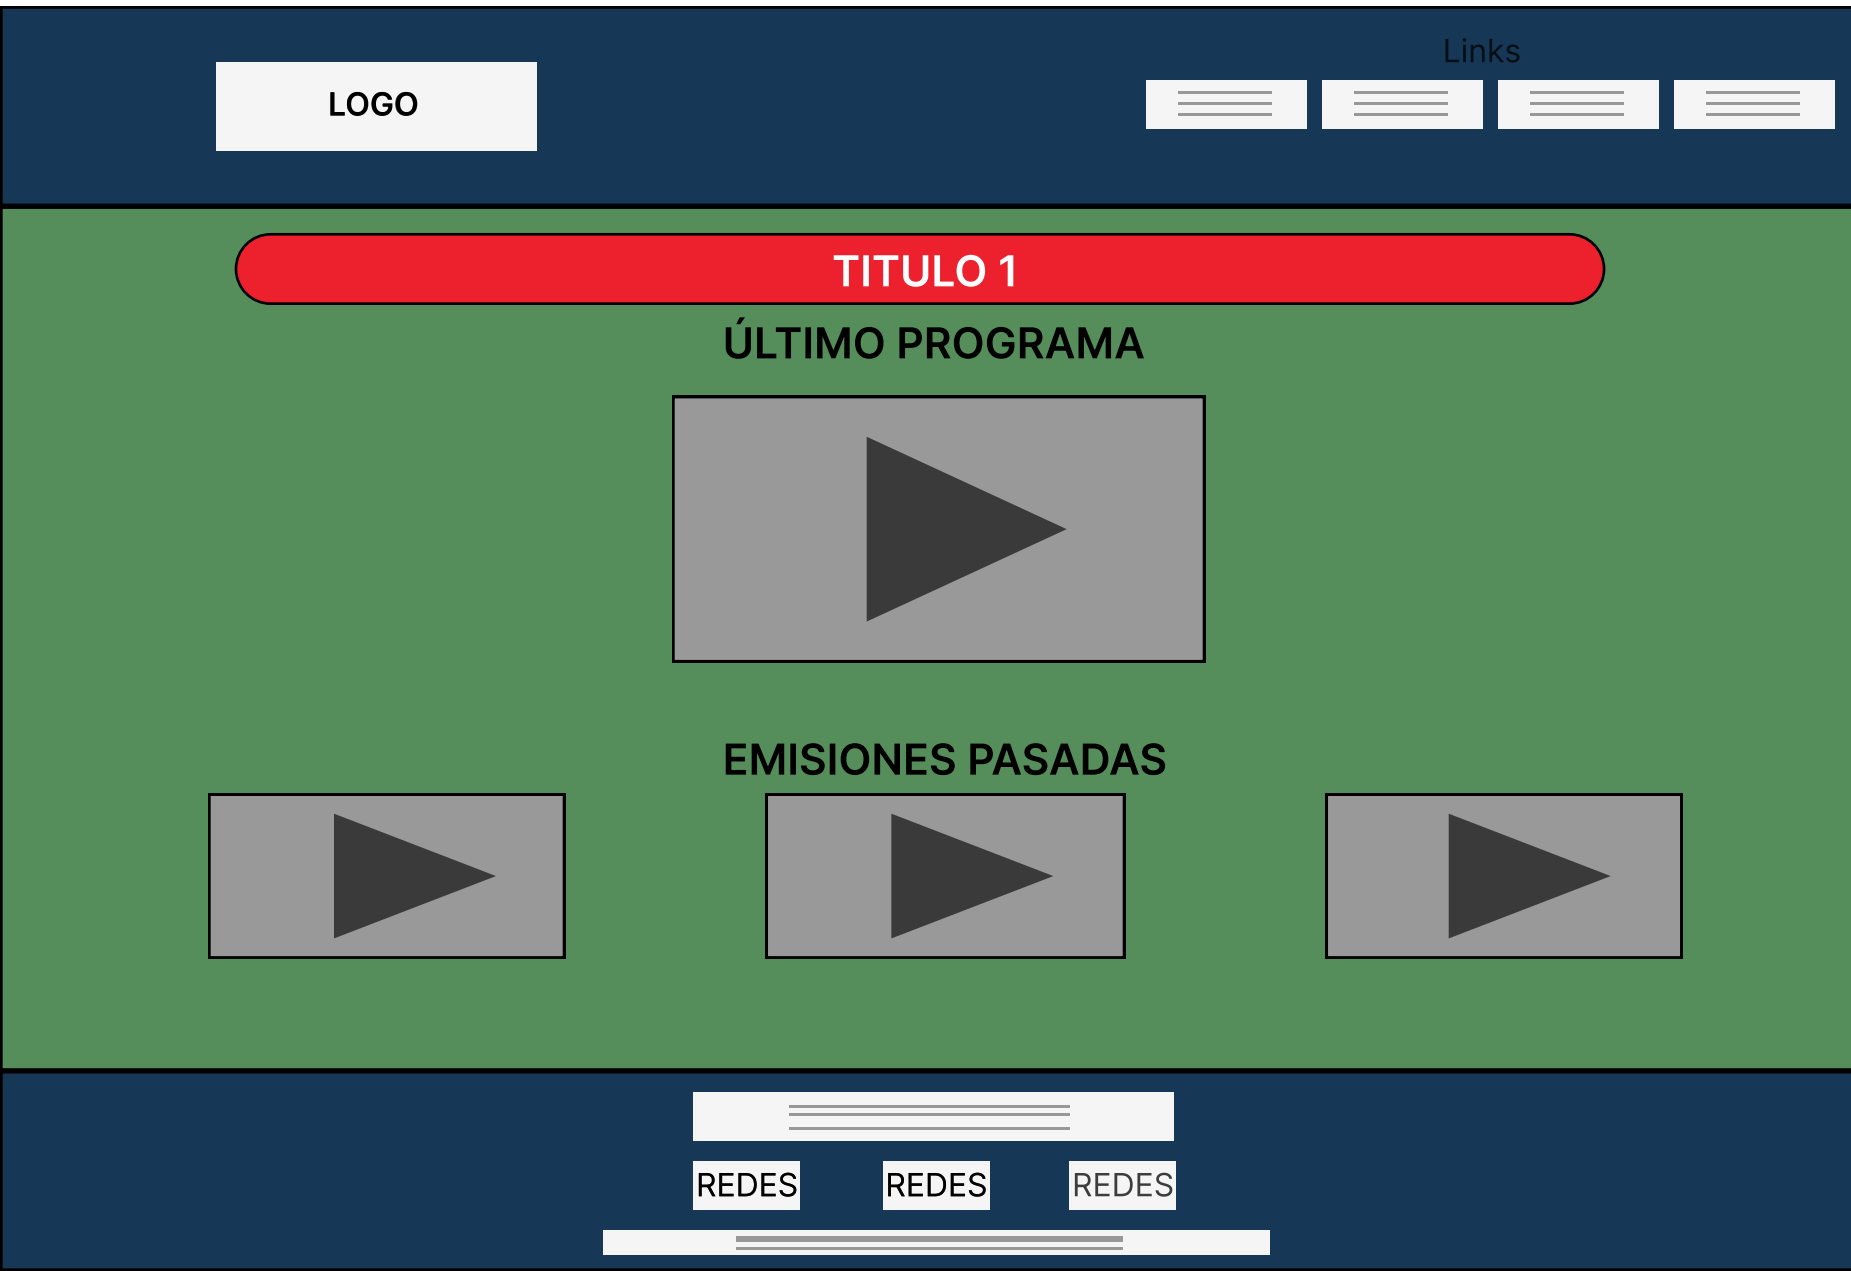 Links
LOGO
TITULO 1
ÚLTIMO PROGRAMA
EMISIONES PASADAS
REDES REDES REDES